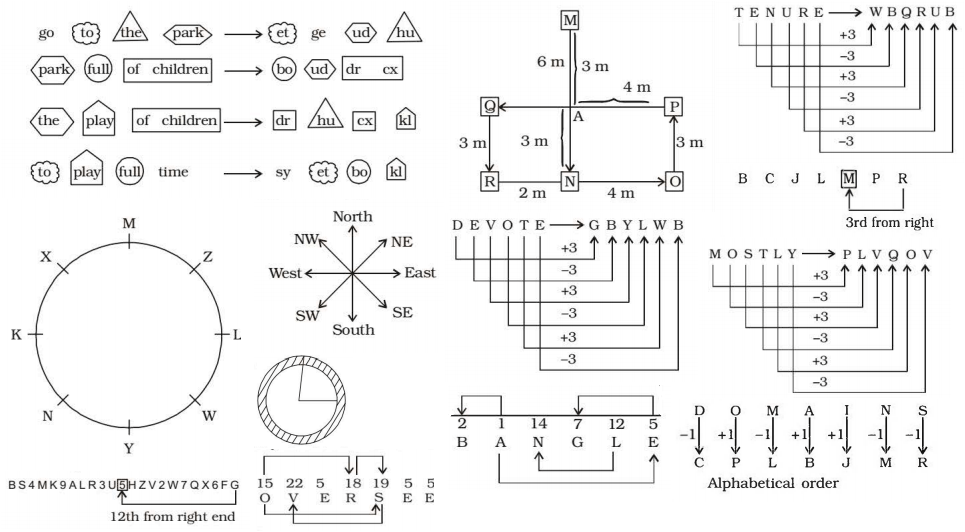 go to the park et ge ud hu
park full of children bo ud dr cx
the play of children dr hu cx kl
to play full time sy et bo kl
M
6 m 3 m
4 m
Q A P
3 m 3 m 3 m
R N O
2 m 4 m
T E N U R E W B Q R U B
+3
-3
+3
-3
+3
-3
B C J L M P R
3rd from right
M
X Z
K L
N W
Y
North
NW NE
West East
SW SE
South
D E V O T E G B Y L W B
+3
-3
+3
-3
+3
-3
M O S T L Y P L V Q O V
+3
-3
+3
-3
+3
-3
BS4MK9ALR3U5HZV2W7QX6FG
12th from right end
15 22 5 18 19 5 5
O V E R S E E
2 1 14 7 12 5
B A N G L E
D O M A I N S
-1 +1 -1 +1 +1 -1 -1
C P L B J M R
Alphabetical order